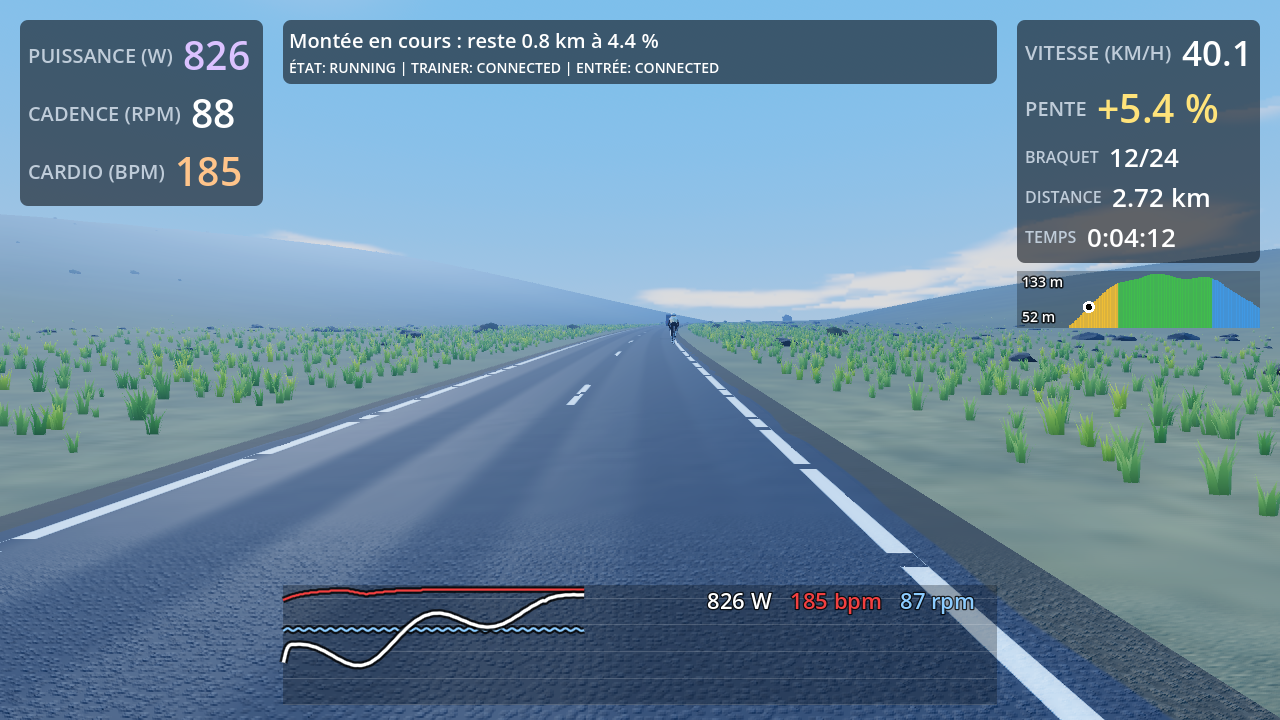 PUISSANCE (W) 826
CADENCE (RPM) 88
CARDIO (BPM) 185
Montée en cours : reste 0.8 km à 4.4 %
ÉTAT: RUNNING | TRAINER: CONNECTED | ENTRÉE: CONNECTED
VITESSE (KM/H) 40.1
PENTE +5.4 %
BRAQUET 12/24
DISTANCE 2.72 km
TEMPS 0:04:12
133 m
52 m
826 W 185 bpm 87 rpm